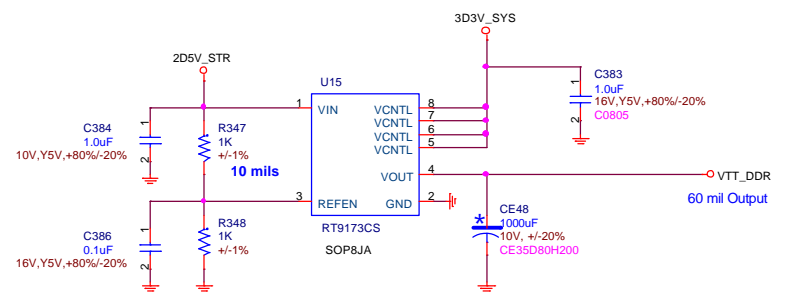 3D3V_SYS
2D5V_STR
U15
C383
1
1.0uF
2
16V,Y5V,+80%/-20%
C0805
1
VIN
VCNTL
8
VCNTL
7
VCNTL
6
VCNTL
5
C384
1
1.0uF
2
10V,Y5V,+80%/-20%
R347
1K
+/-1%
10 mils
VOUT
4
VTT_DDR
60 mil Output
3
REFEN
GND
2
RT9173CS
SOP8JA
C386
1
0.1uF
2
16V,Y5V,+80%/-20%
R348
1K
+/-1%
CE48
*
1000uF
10V, +/-20%
CE35D80H200